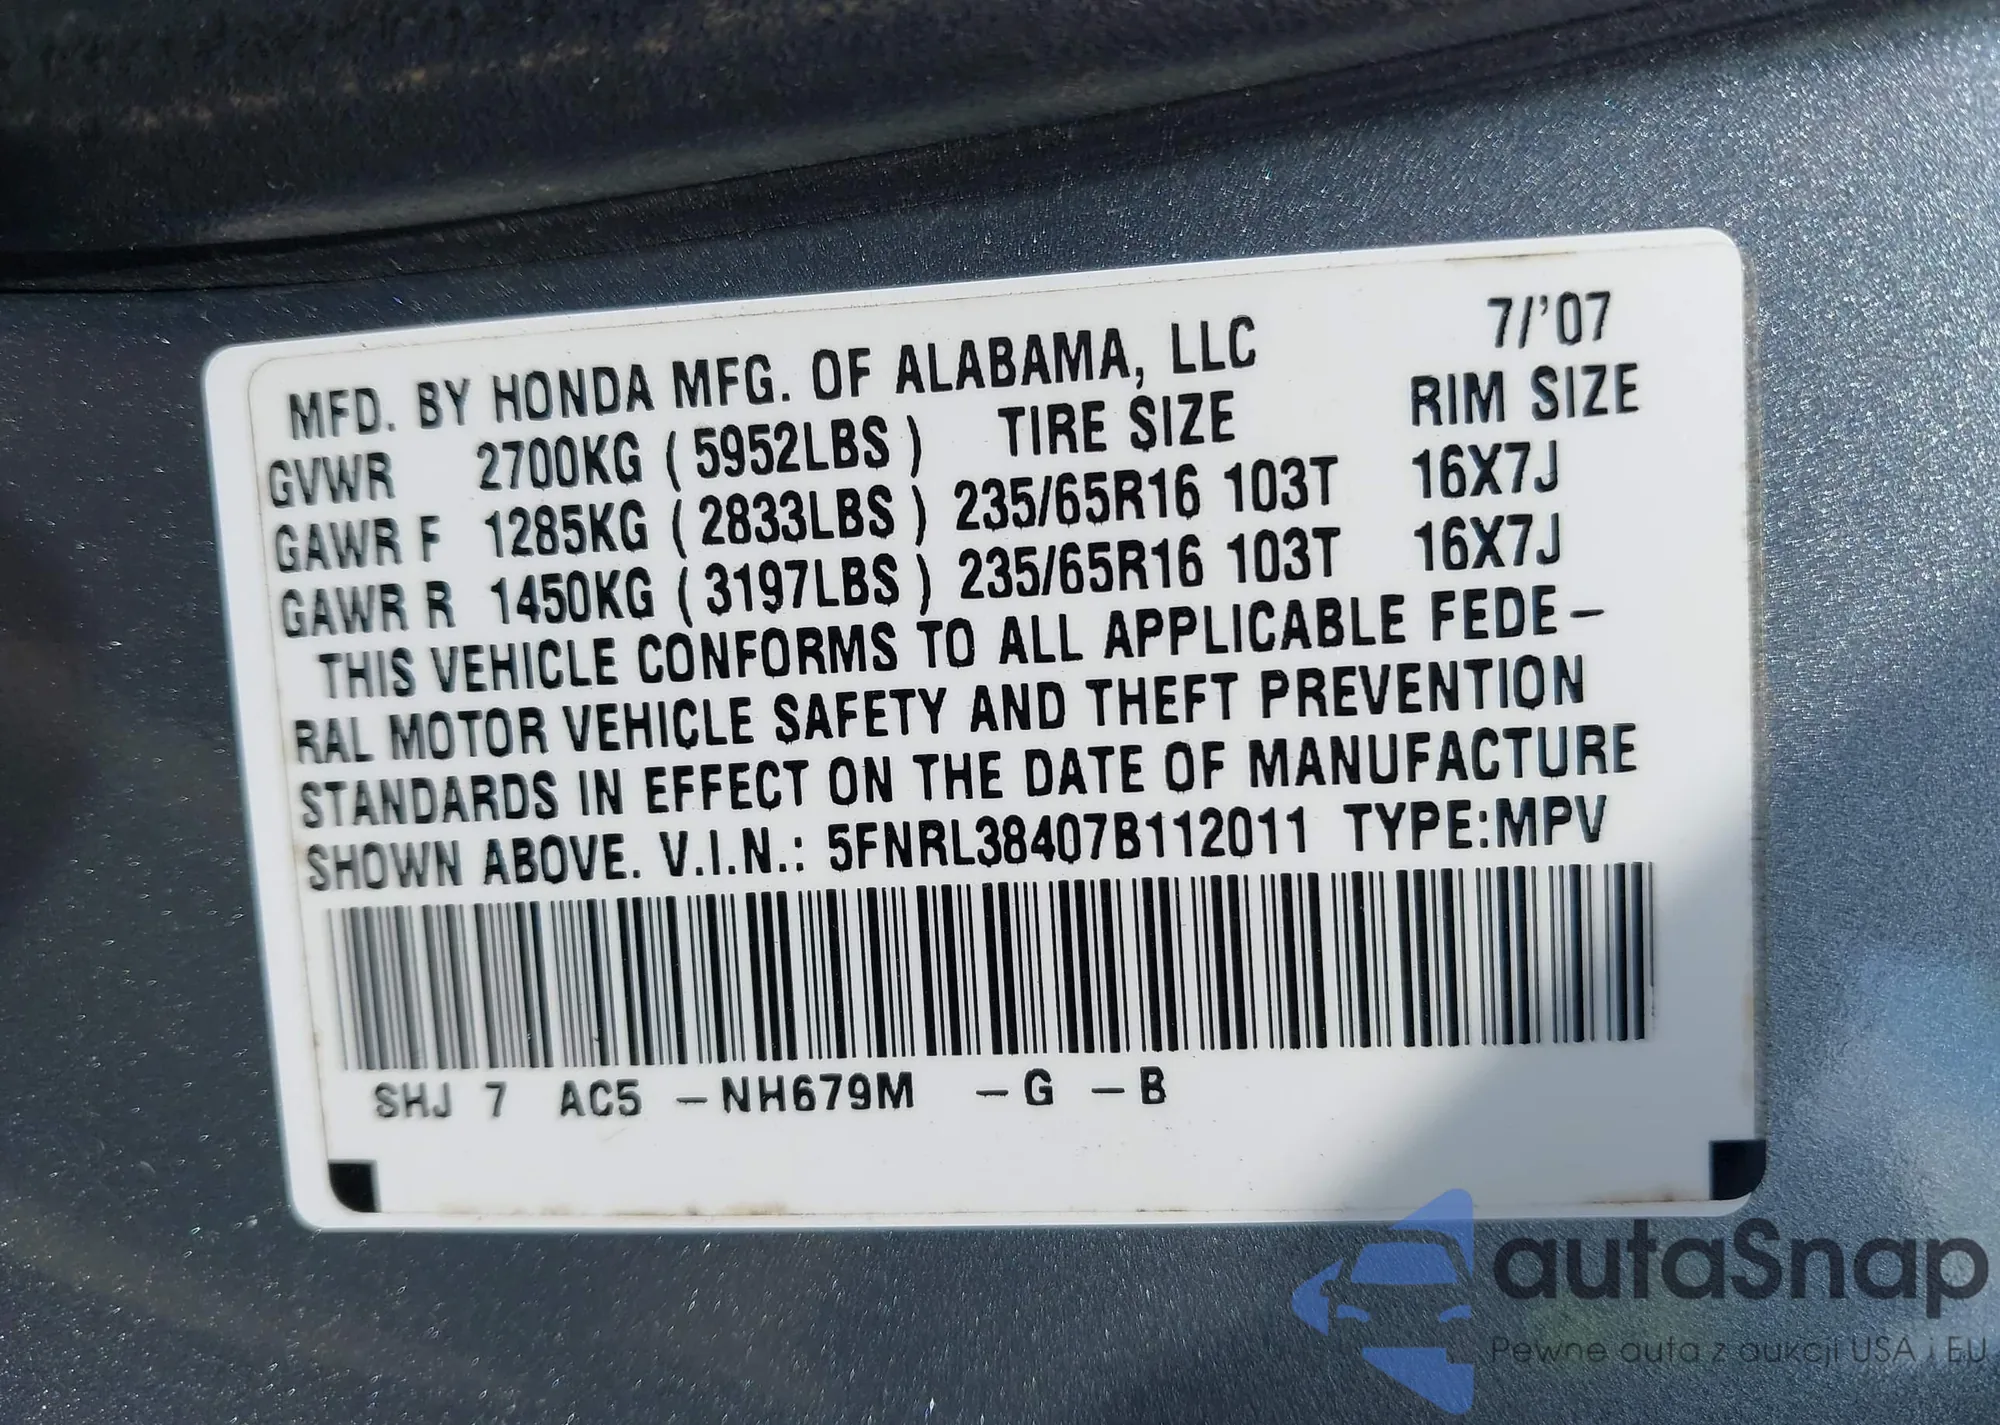 MFD. BY HONDA MFG. OF ALABAMA, LLC 7/'07
GVWR 2700KG ( 5952LBS ) TIRE SIZE RIM SIZE
GAWR F 1285KG ( 2833LBS ) 235/65R16 103T 16X7J
GAWR R 1450KG ( 3197LBS ) 235/65R16 103T 16X7J
THIS VEHICLE CONFORMS TO ALL APPLICABLE FEDE-
RAL MOTOR VEHICLE SAFETY AND THEFT PREVENTION
STANDARDS IN EFFECT ON THE DATE OF MANUFACTURE
SHOWN ABOVE. V.I.N.: 5FNRL38407B112011 TYPE:MPV
SHJ 7 AC5 -NH679M -G -B
autaSnap
Pewne auta z aukcji USA i EU